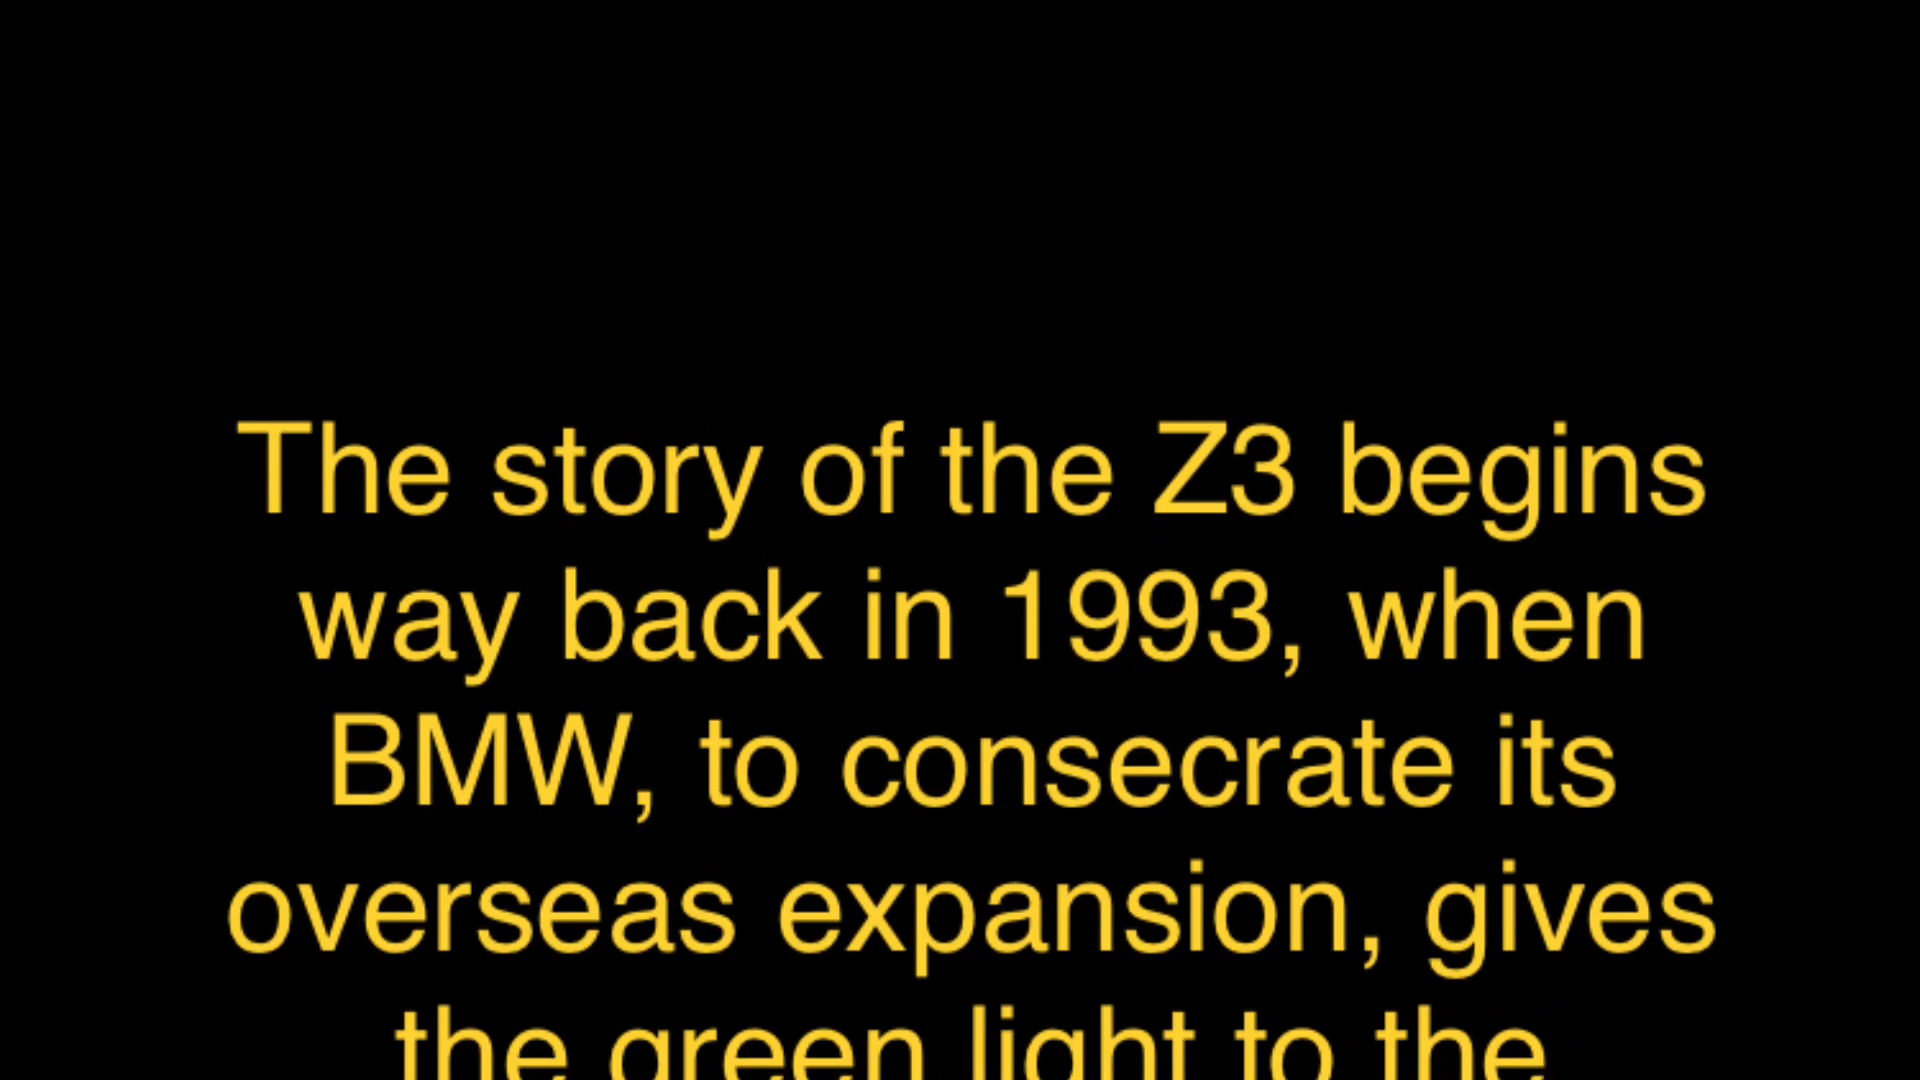 The story of the Z3 begins
way back in 1993, when
BMW, to consecrate its
overseas expansion, gives
the green light to the